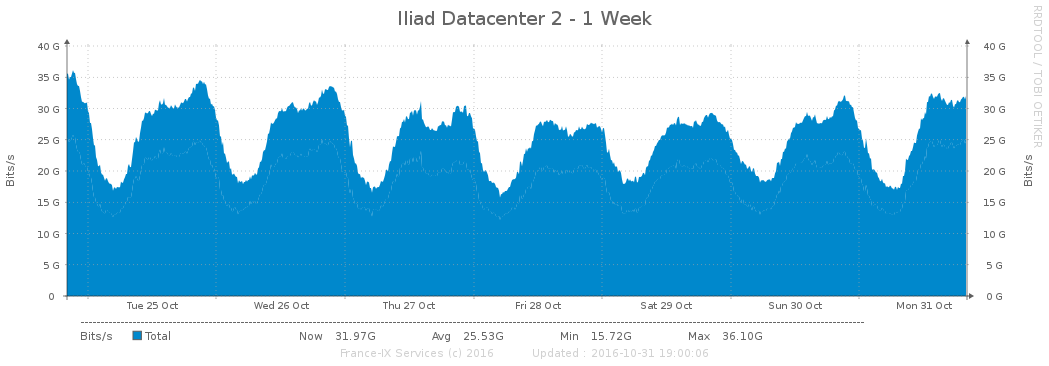 Iliad Datacenter 2 - 1 Week
RRDTOOL / TOBI OETIKER
40 G 40 G
35 G 35 G
30 G 30 G
25 G 25 G
20 G 20 G
15 G 15 G
10 G 10 G
5 G 5 G
0 0 G
Bits/s
Bits/s
Tue 25 Oct Wed 26 Oct Thu 27 Oct Fri 28 Oct Sat 29 Oct Sun 30 Oct Mon 31 Oct
Bits/s Total Now 31.97G Avg 25.53G Min 15.72G Max 36.10G
France-IX Services (c) 2016 Updated : 2016-10-31 19:00:06